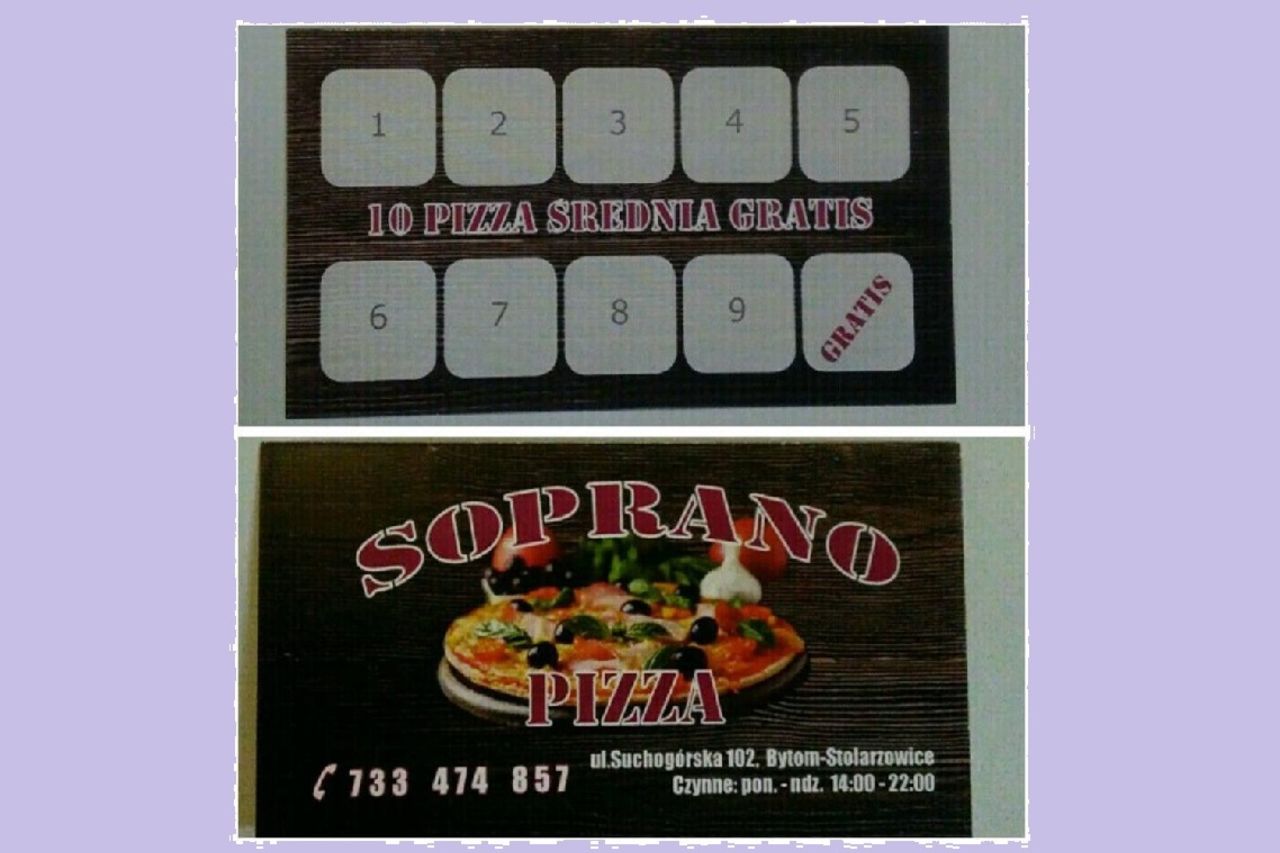 1 2 3 4 5
10 PIZZA ŚREDNIA GRATIS
6 7 8 9 GRATIS
SOPRANO
PIZZA
733 474 857
ul.Suchogórska 102, Bytom-Stolarzowice
Czynne: pon. - ndz. 14:00 - 22:00